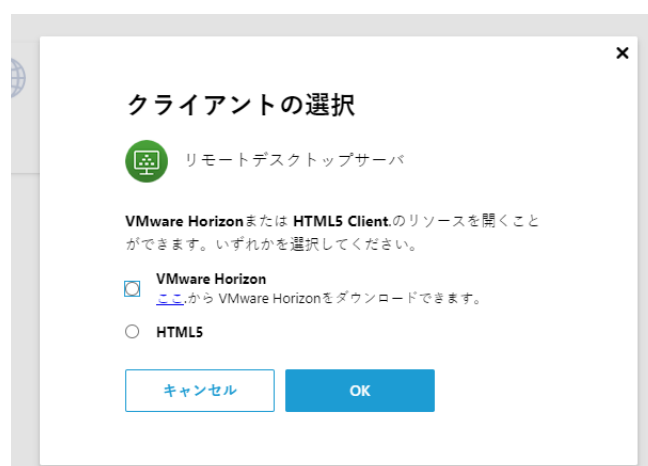 クライアントの選択
リモートデスクトップサーバ
VMware Horizonまたは HTML5 Client.のリソースを開くこと
ができます。いずれかを選択してください。
VMware Horizon
ここ.から VMware Horizonをダウンロードできます。
HTML5
キャンセル OK